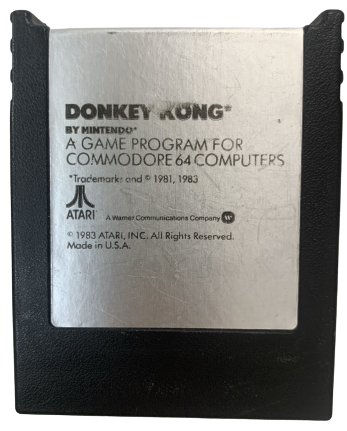 DONKEY KONG*
BY NINTENDO*
A GAME PROGRAM FOR
COMMODORE 64 COMPUTERS
*Trademarks and © 1981, 1983
ATARI
A Warner Communications Company W
© 1983 ATARI, INC. All Rights Reserved.
Made in U.S.A.